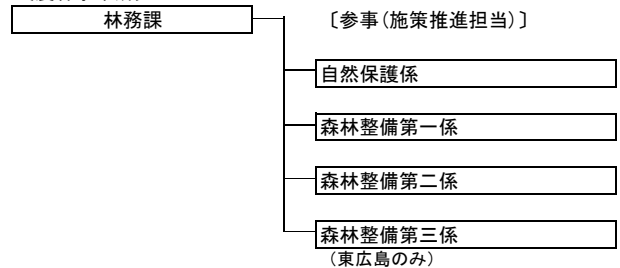 林務課
〔参事(施策推進担当)〕
自然保護係
森林整備第一係
森林整備第二係
森林整備第三係
(東広島のみ)